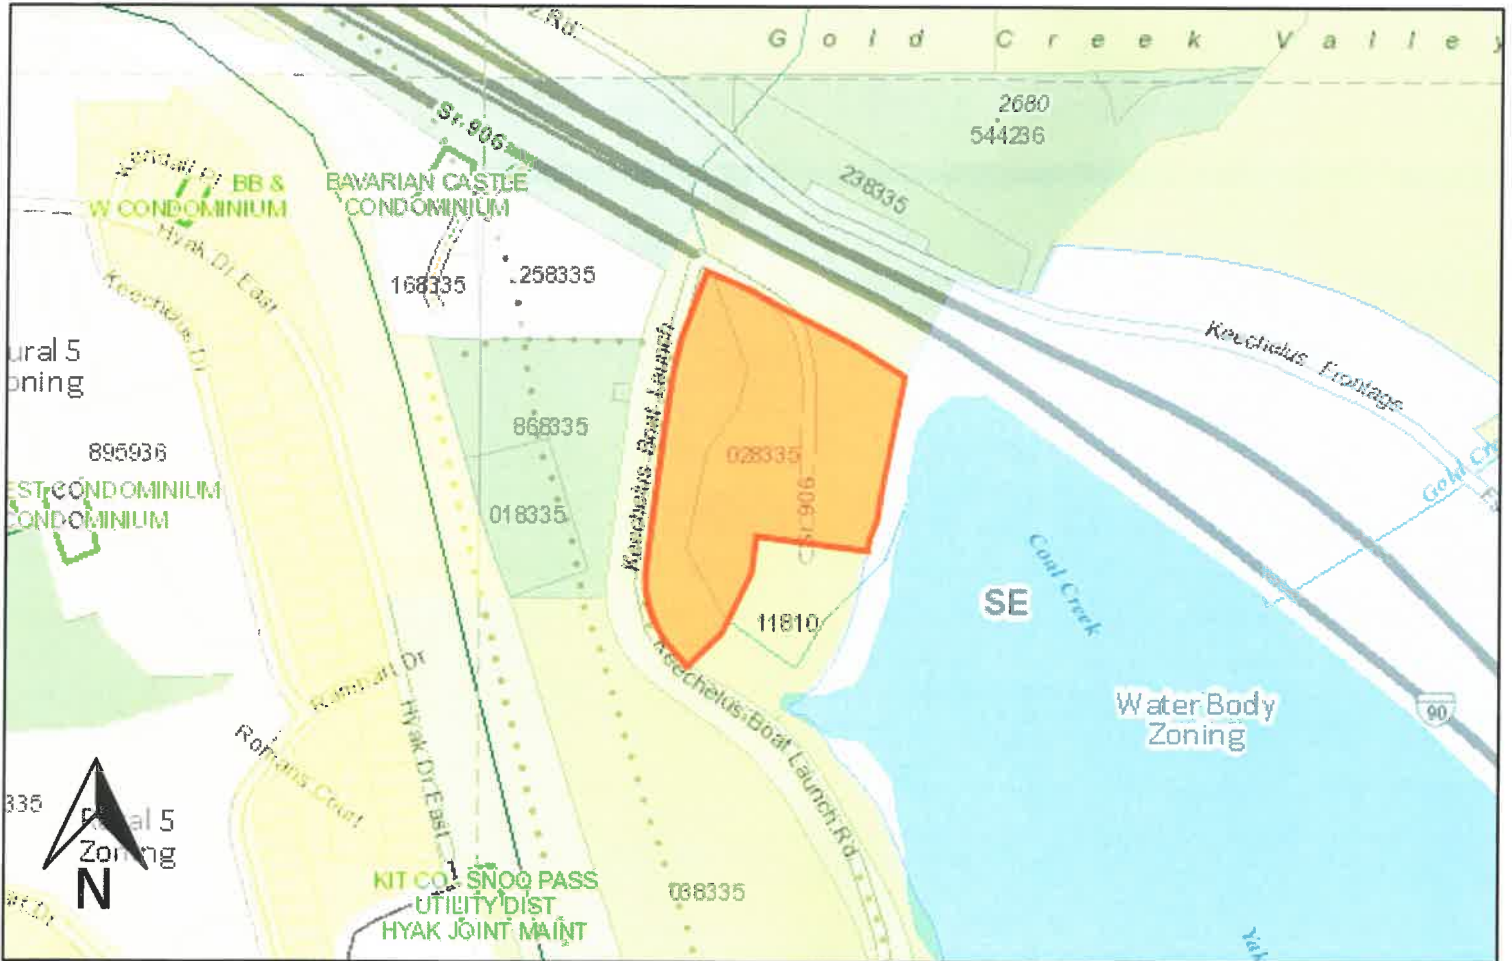 Rd.
Gold Creek Valley
Sr 906
2680
544236
238335
BB &
W CONDOMINIUM
BAVARIAN CASTLE
CONDOMINIUM
Hyak Dr East
168335
258335
Keechelus Dr
Keechelus Boat Launch
Keechelus Frontage
ural 5
oning
868335
028335
895936
EST CONDOMINIUM
CONDOMINIUM
018335
Sr 906
Gold Cre
Coal Creek
SE
11810
Keechelus Boat Launch Rd
Water Body
Zoning
90
Hyak Dr East
Romans Court
335
Rural 5
Zoning
N
KIT CO - SNOQ PASS
UTILITY DIST
HYAK JOINT MAINT
038335
Yak